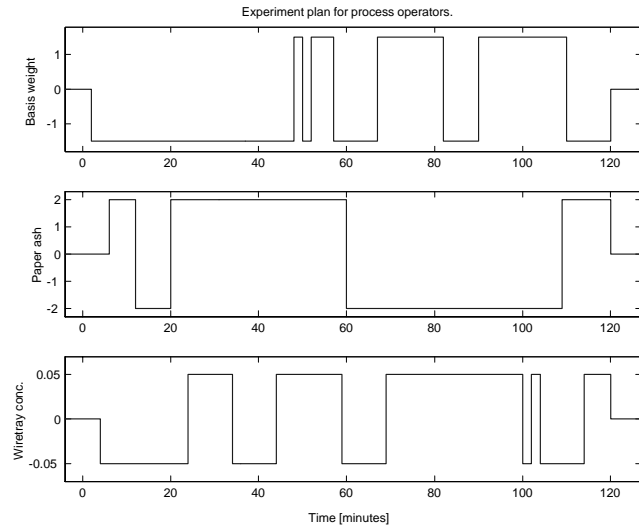 Experiment plan for process operators.
Basis weight
1
0
-1
0 20 40 60 80 100 120
Paper ash
2
1
0
-1
-2
0 20 40 60 80 100 120
Wiretray conc.
0.05
0
-0.05
0 20 40 60 80 100 120
Time [minutes]